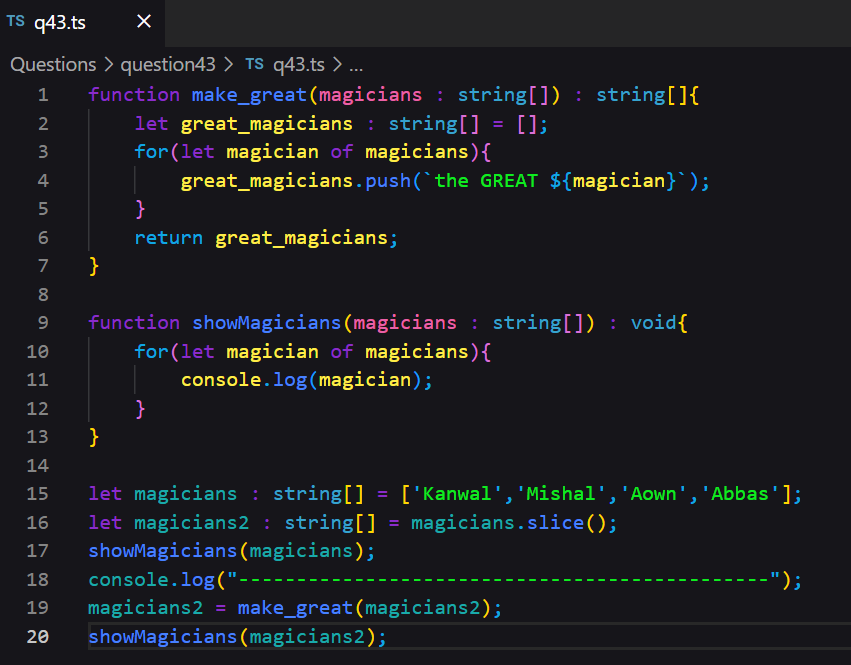 TS q43.ts ×
Questions > question43 > TS q43.ts > ...
1 function make_great(magicians : string[]) : string[]{
2 let great_magicians : string[] = [];
3 for(let magician of magicians){
4 great_magicians.push(`the GREAT ${magician}`);
5 }
6 return great_magicians;
7 }
8
9 function showMagicians(magicians : string[]) : void{
10 for(let magician of magicians){
11 console.log(magician);
12 }
13 }
14
15 let magicians : string[] = ['Kanwal','Mishal','Aown','Abbas'];
16 let magicians2 : string[] = magicians.slice();
17 showMagicians(magicians);
18 console.log("----------------------------------------------");
19 magicians2 = make_great(magicians2);
20 showMagicians(magicians2);